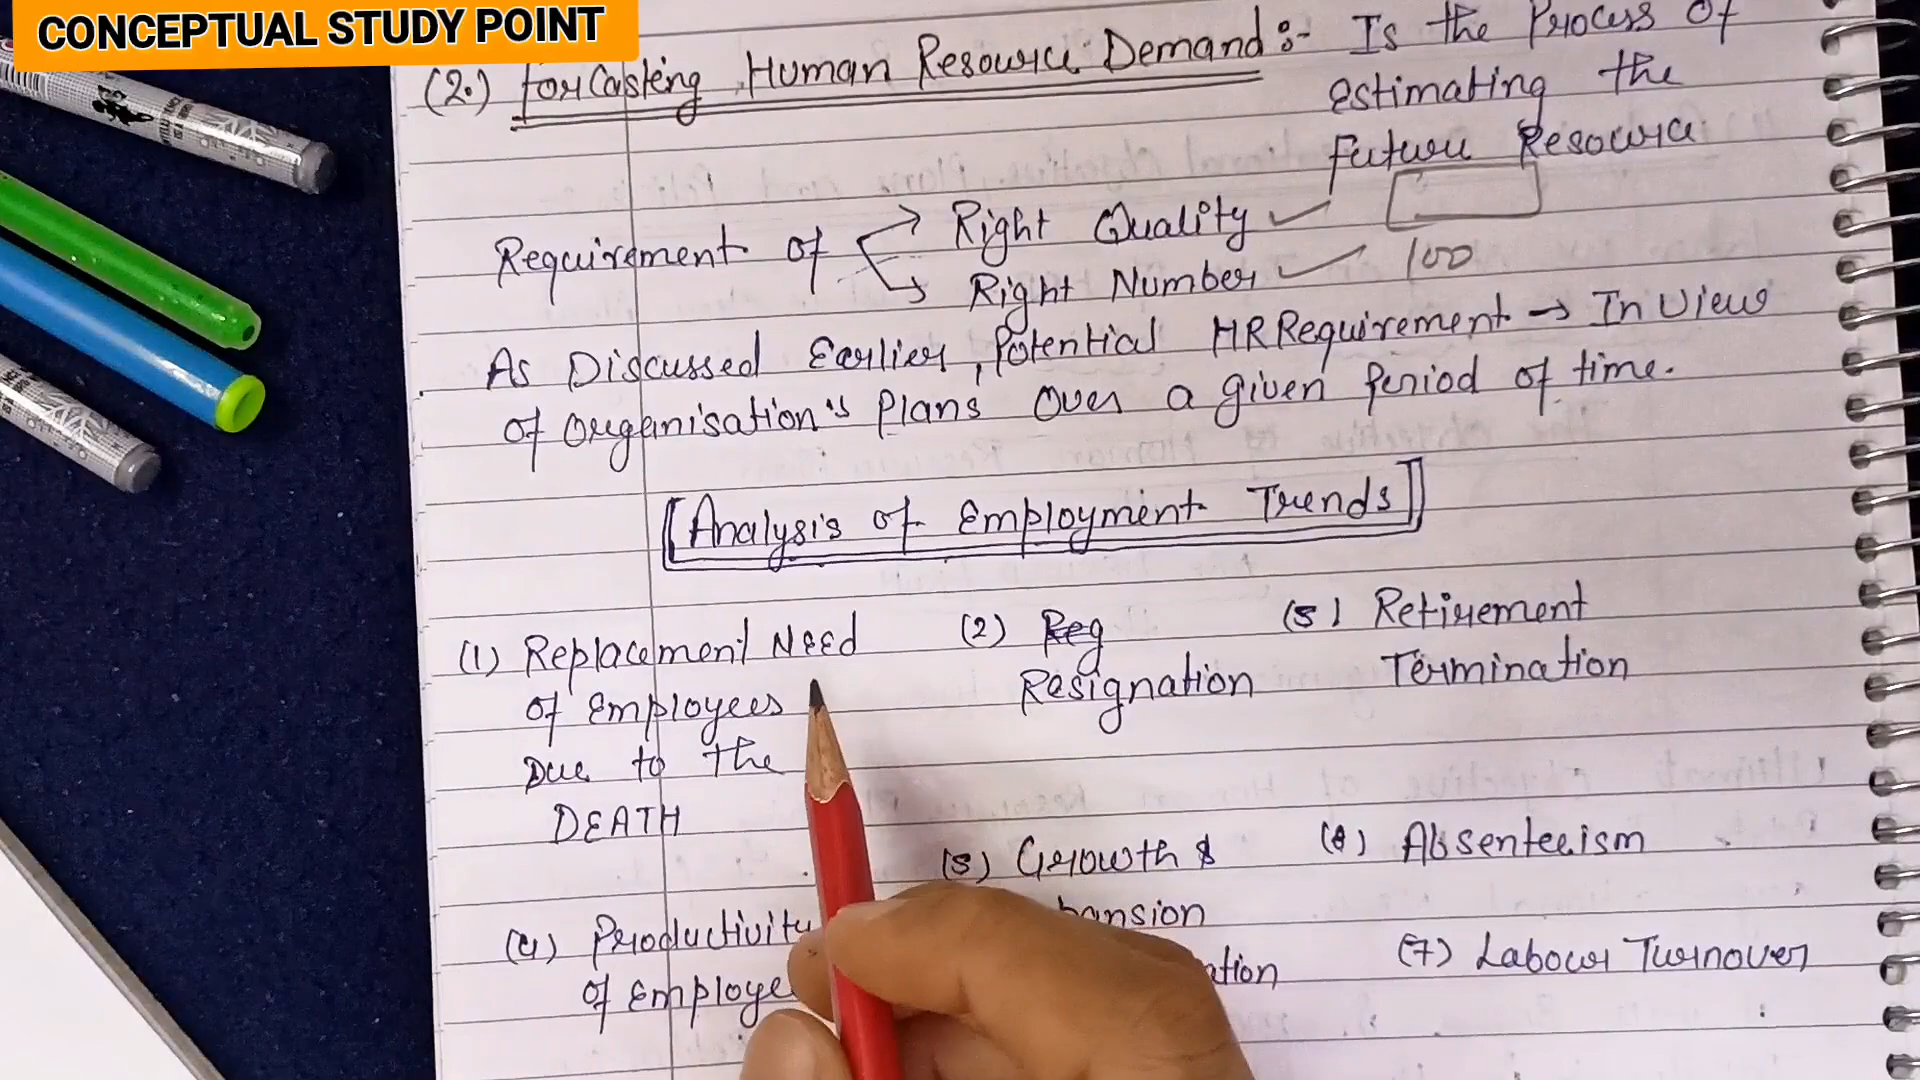 CONCEPTUAL STUDY POINT
(2.) Forcasting Human Resource Demand :- Is the Process Of
estimating the
future Resource
Requirement of → Right Quality ✓
→ Right Number ✓ 100
As Discussed Earlier, Potential HR Requirement → In View
of Organisation's Plans Over a given Period of time.
[Analysis of Employment Trends]
(1) Replacement Need (2) Reg (3) Retirement
of Employees Resignation Termination
Due to the
DEATH
(5) Growth & (6) Absenteeism
(4) Productivity
of Employe (7) Labour Turnover